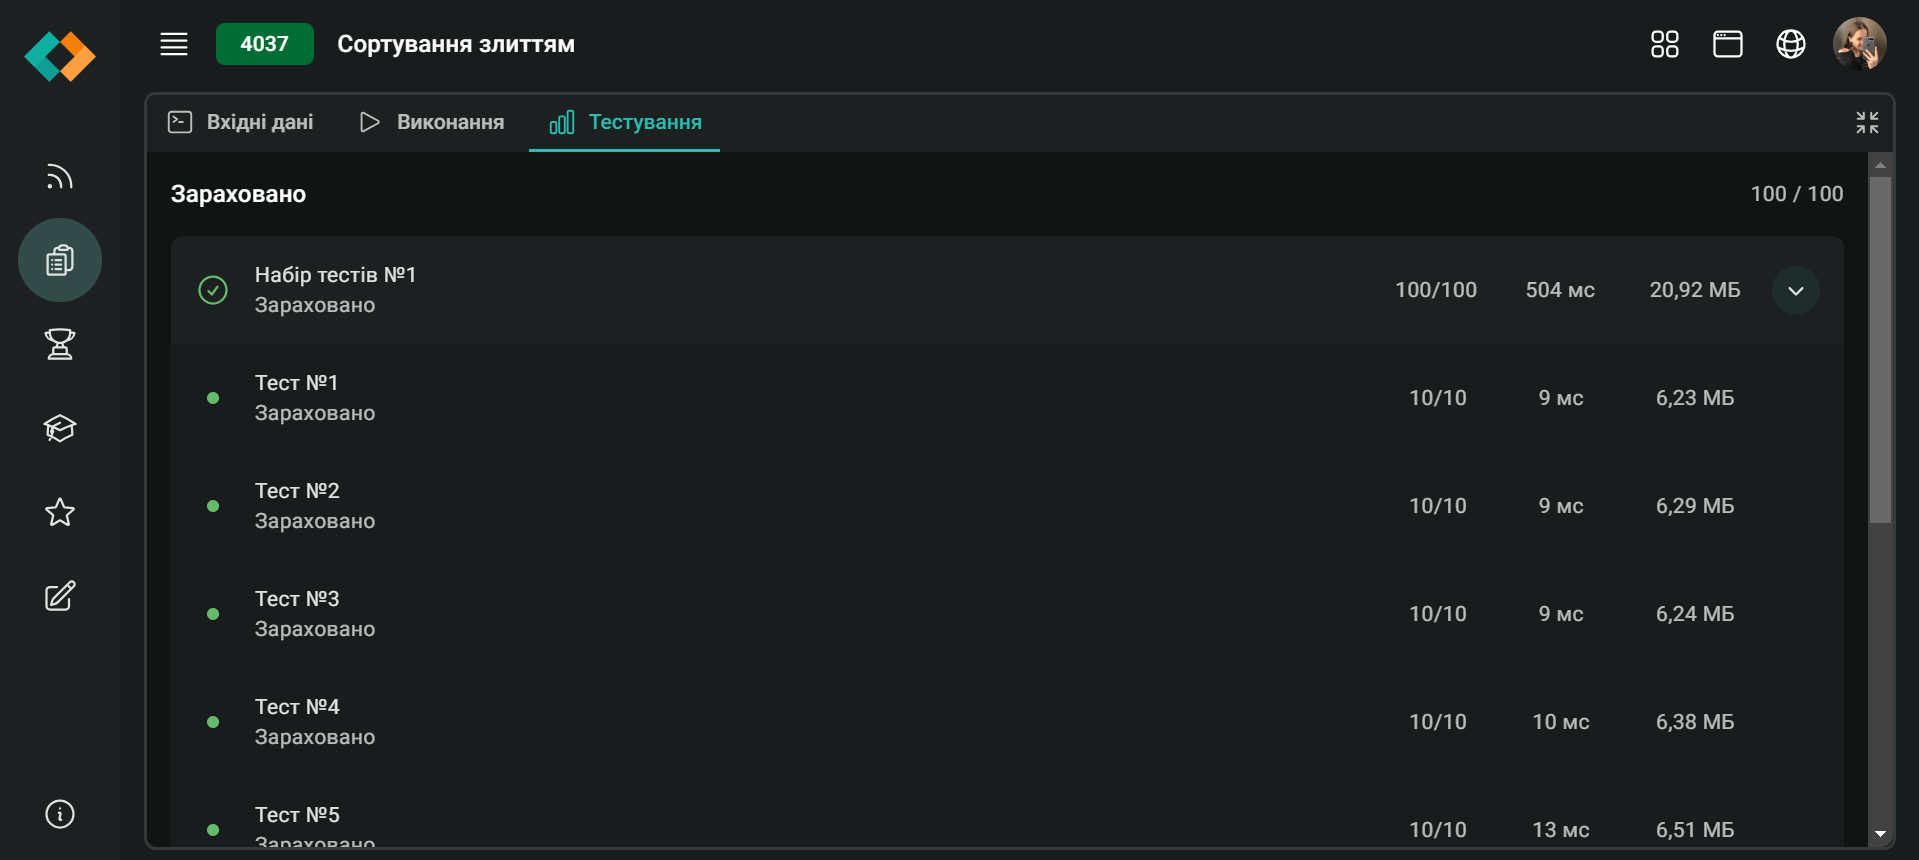 4037
Сортування злиттям
Вхідні дані
Виконання
Тестування
Зараховано
100 / 100
Набір тестів №1
Зараховано
100/100
504 мс
20,92 МБ
Тест №1
Зараховано
10/10
9 мс
6,23 МБ
Тест №2
Зараховано
10/10
9 мс
6,29 МБ
Тест №3
Зараховано
10/10
9 мс
6,24 МБ
Тест №4
Зараховано
10/10
10 мс
6,38 МБ
Тест №5
Зараховано
10/10
13 мс
6,51 МБ